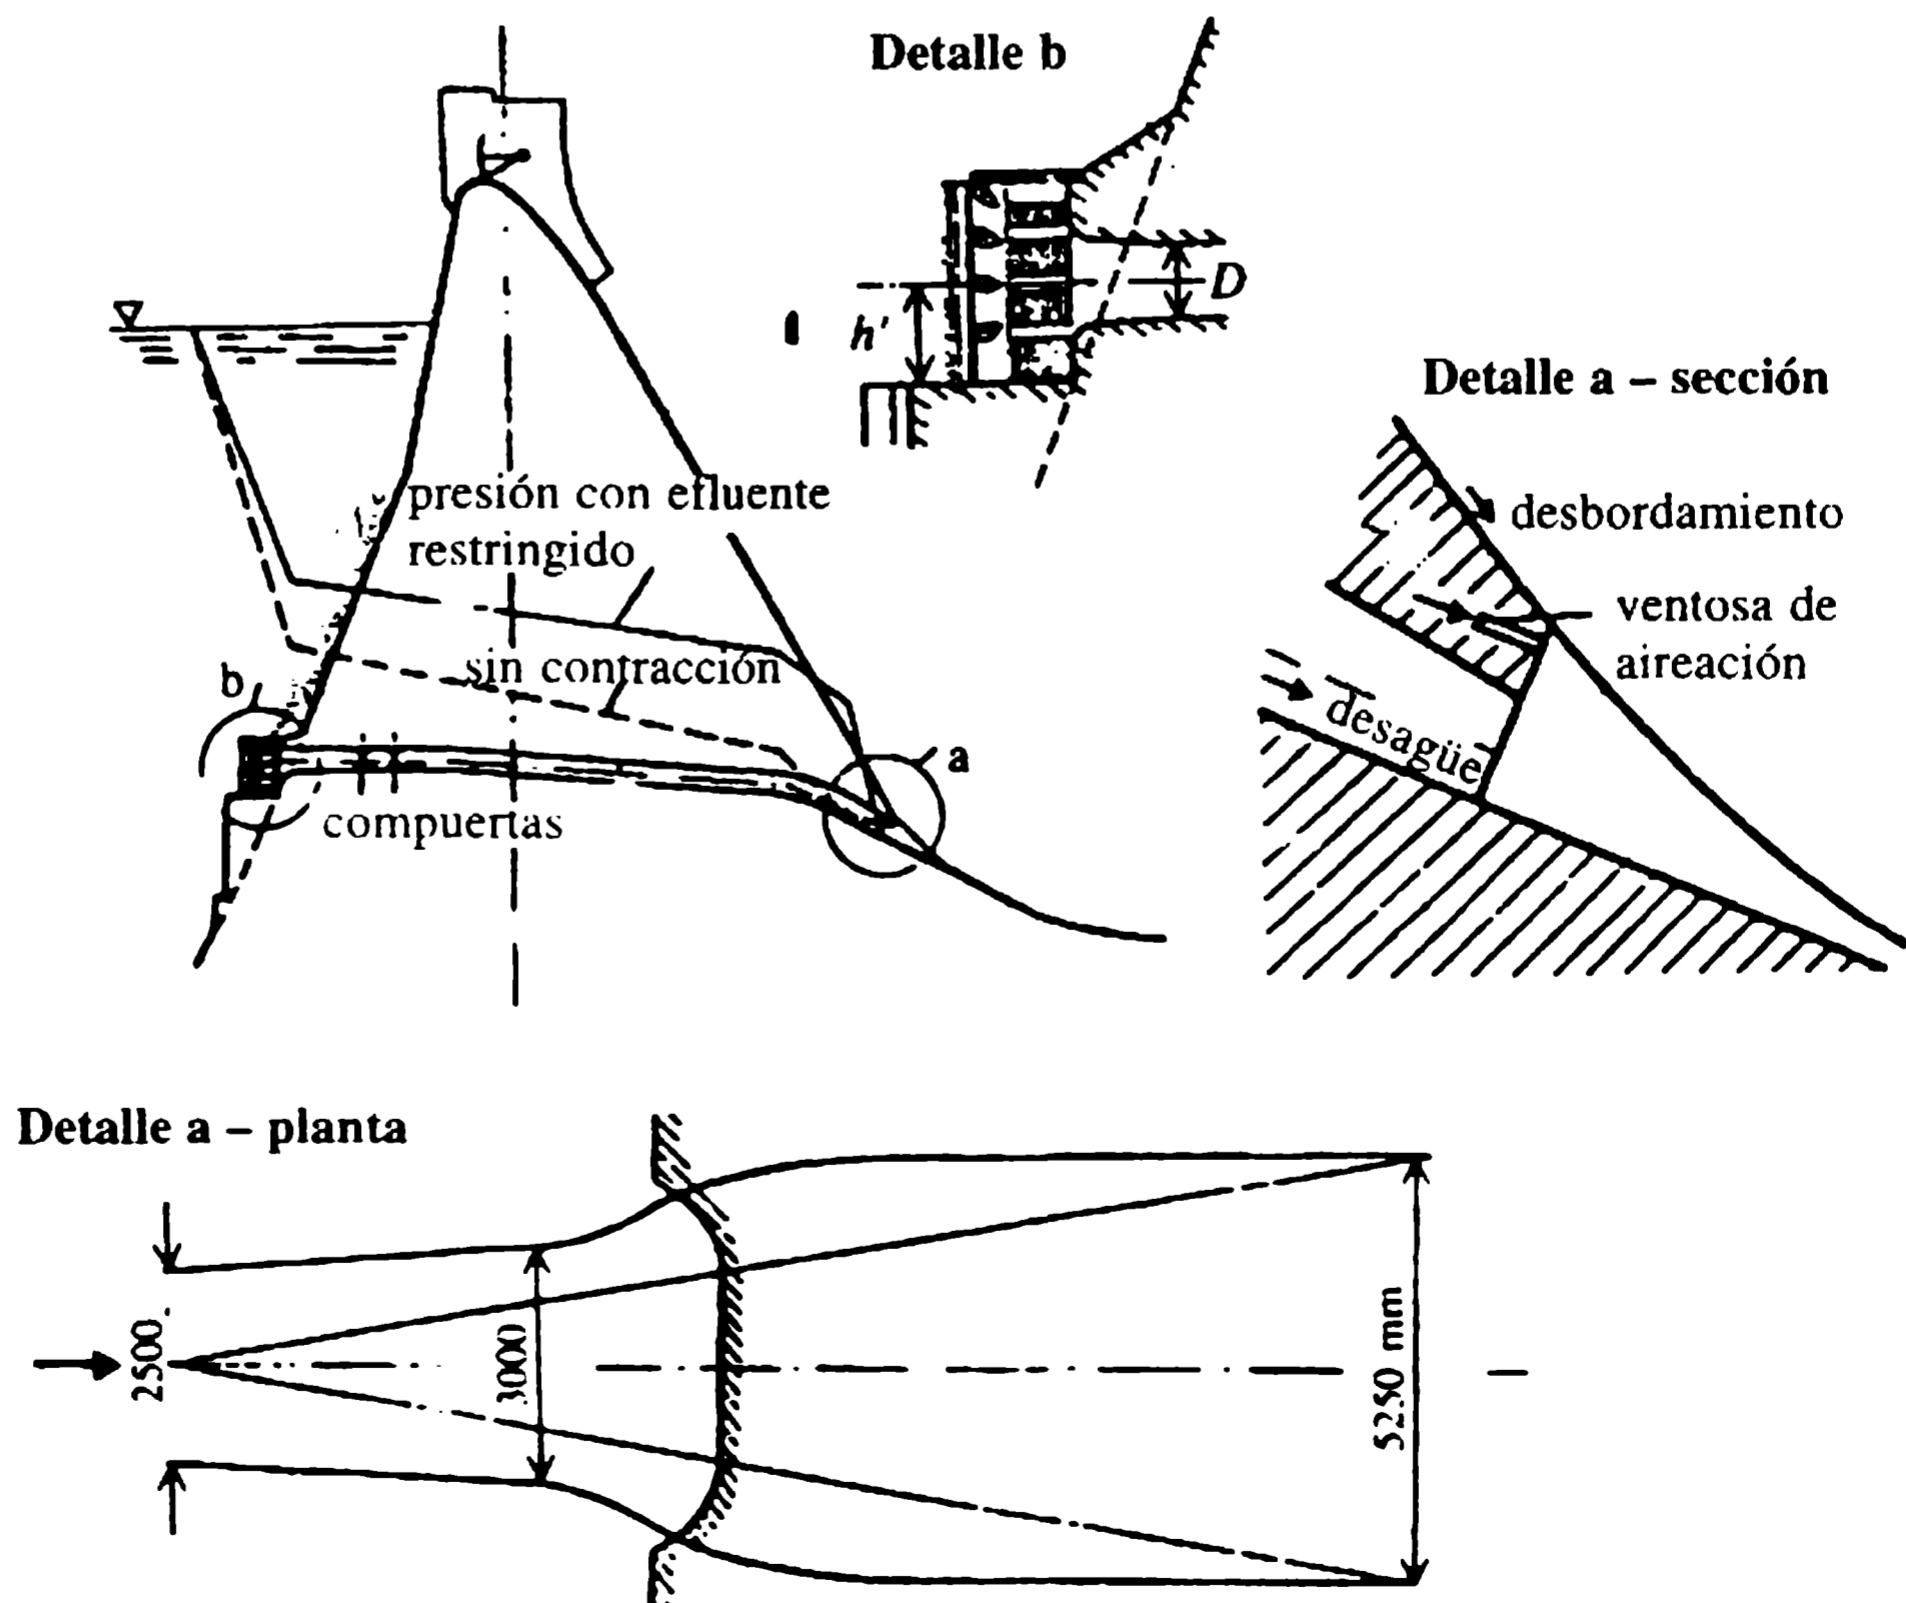 Detalle b
h'
D
Detalle a – sección
presión con efluente
restringido
desbordamiento
ventosa de
aireación
sin contracción
b
a
desagüe
compuertas
Detalle a – planta
2500
3000
5250 mm